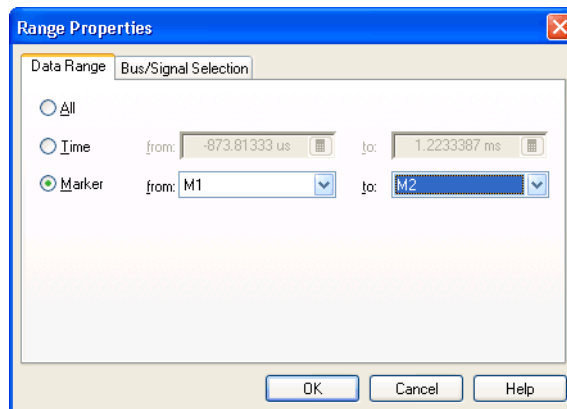 Range Properties
Data Range Bus/Signal Selection
All
Time from: -873.81333 us to: 1.2233387 ms
Marker from: M1 to: M2
OK Cancel Help